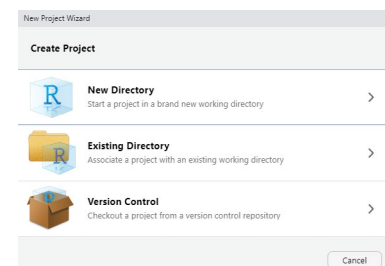 New Project Wizard
Create Project
R
New Directory
Start a project in a brand new working directory
R
Existing Directory
Associate a project with an existing working directory
Version Control
Checkout a project from a version control repository
Cancel